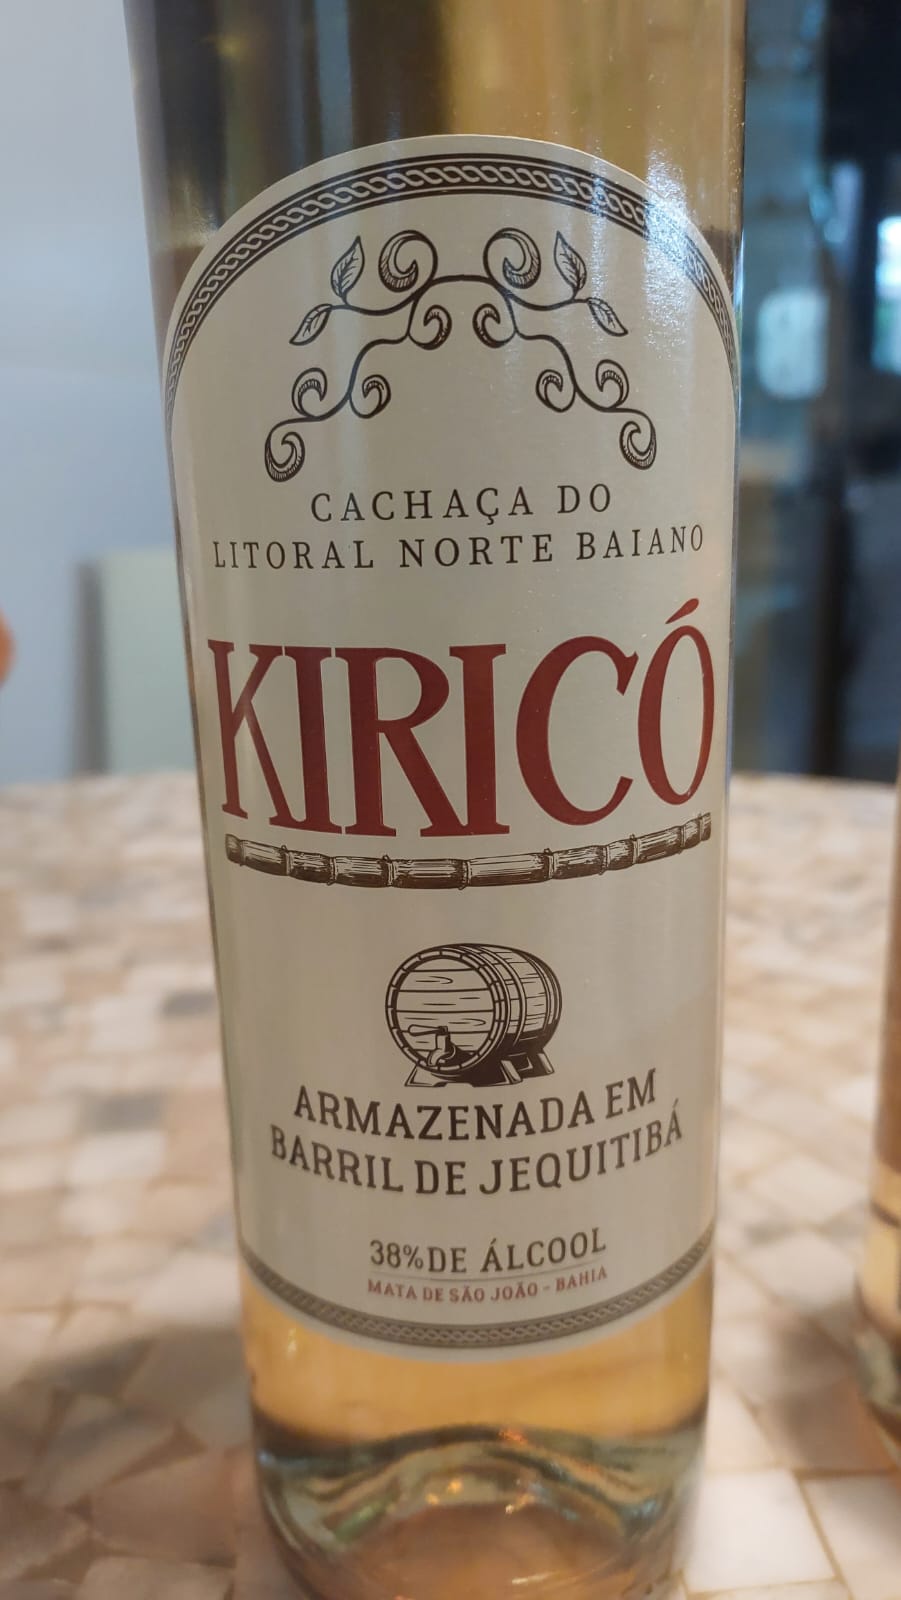 CACHAÇA DO
LITORAL NORTE BAIANO
KIRICÓ
ARMAZENADA EM
BARRIL DE JEQUITIBÁ
38% DE ÁLCOOL
MATA DE SÃO JOÃO - BAHIA